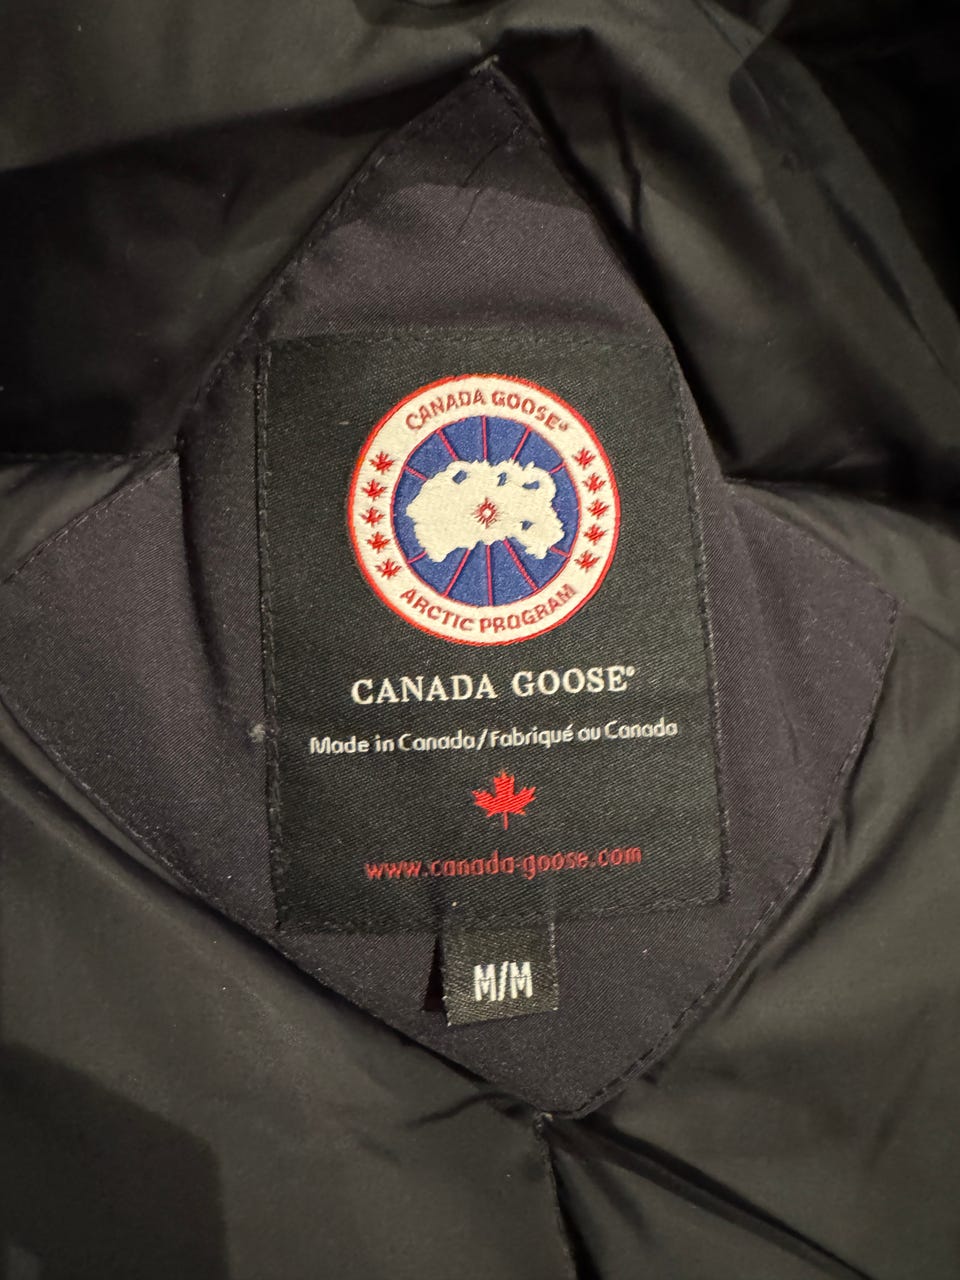 CANADA GOOSE®
ARCTIC PROGRAM
CANADA GOOSE®
Made in Canada/Fabriqué au Canada
www.canada-goose.com
M/M